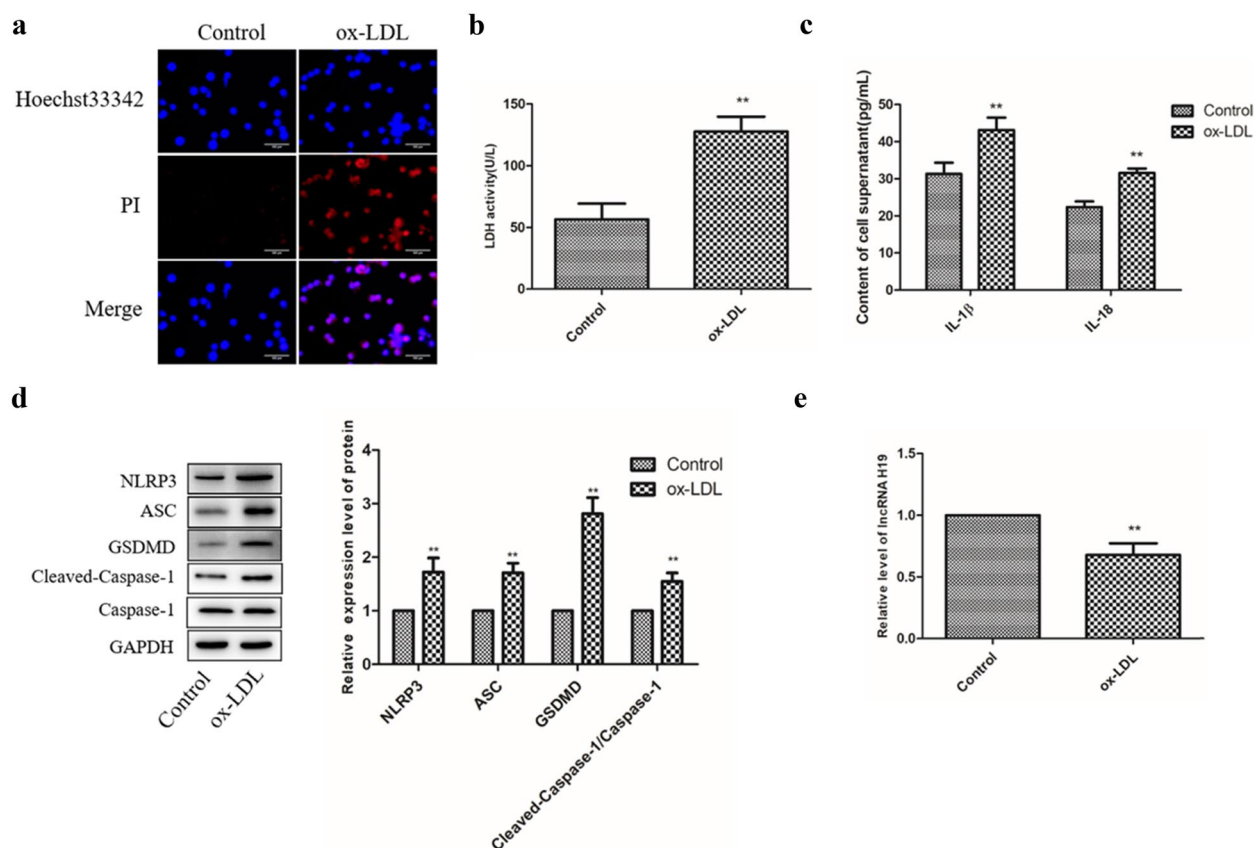 a
Control ox-LDL
Hoechst33342
PI
Merge
b
LDH activity(U/L)
150
100
50
0
**
Control
ox-LDL
c
Content of cell supernatant(pg/mL)
50
40
30
20
10
0
**
**
IL-1β
IL-18
Control
ox-LDL
d
NLRP3
ASC
GSDMD
Cleaved-Caspase-1
Caspase-1
GAPDH
Control
ox-LDL
Relative expression level of protein
4
3
2
1
0
**
**
**
**
NLRP3
ASC
GSDMD
Cleaved-Caspase-1/Caspase-1
Control
ox-LDL
e
Relative level of lncRNA H19
1.5
1.0
0.5
0.0
**
Control
ox-LDL